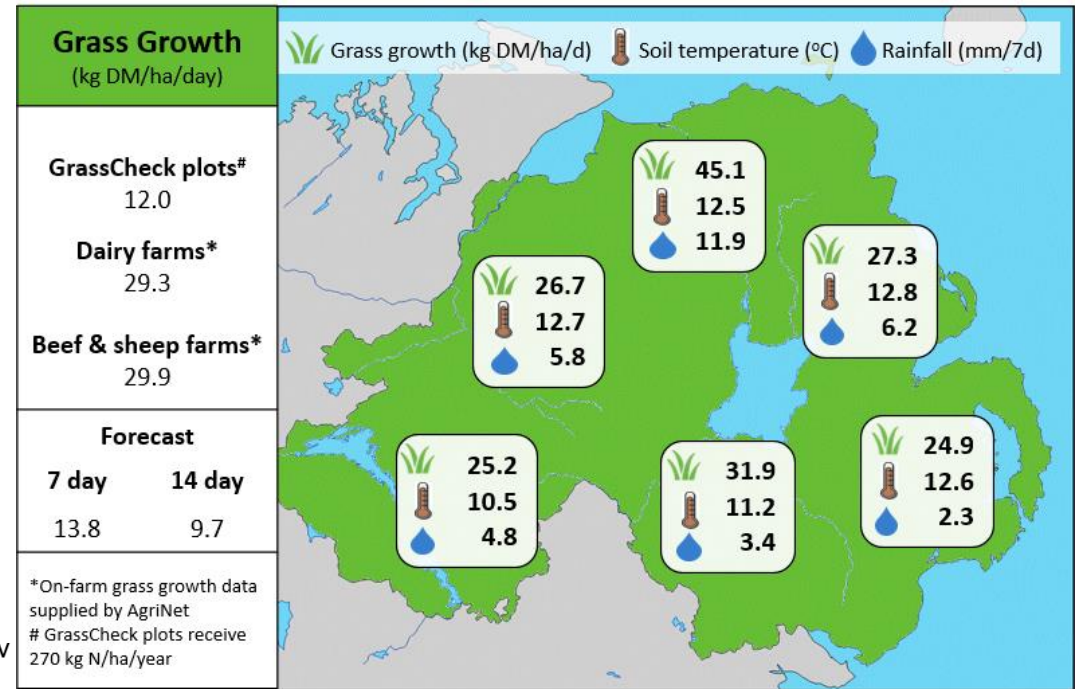 Grass Growth
(kg DM/ha/day)
GrassCheck plots#
12.0
Dairy farms*
29.3
Beef & sheep farms*
29.9
Forecast
7 day 14 day
13.8 9.7
*On-farm grass growth data
supplied by AgriNet
# GrassCheck plots receive
270 kg N/ha/year
v
Grass growth (kg DM/ha/d) Soil temperature (°C) Rainfall (mm/7d)
45.1
12.5
11.9
27.3
12.8
6.2
26.7
12.7
5.8
25.2
10.5
4.8
31.9
11.2
3.4
24.9
12.6
2.3